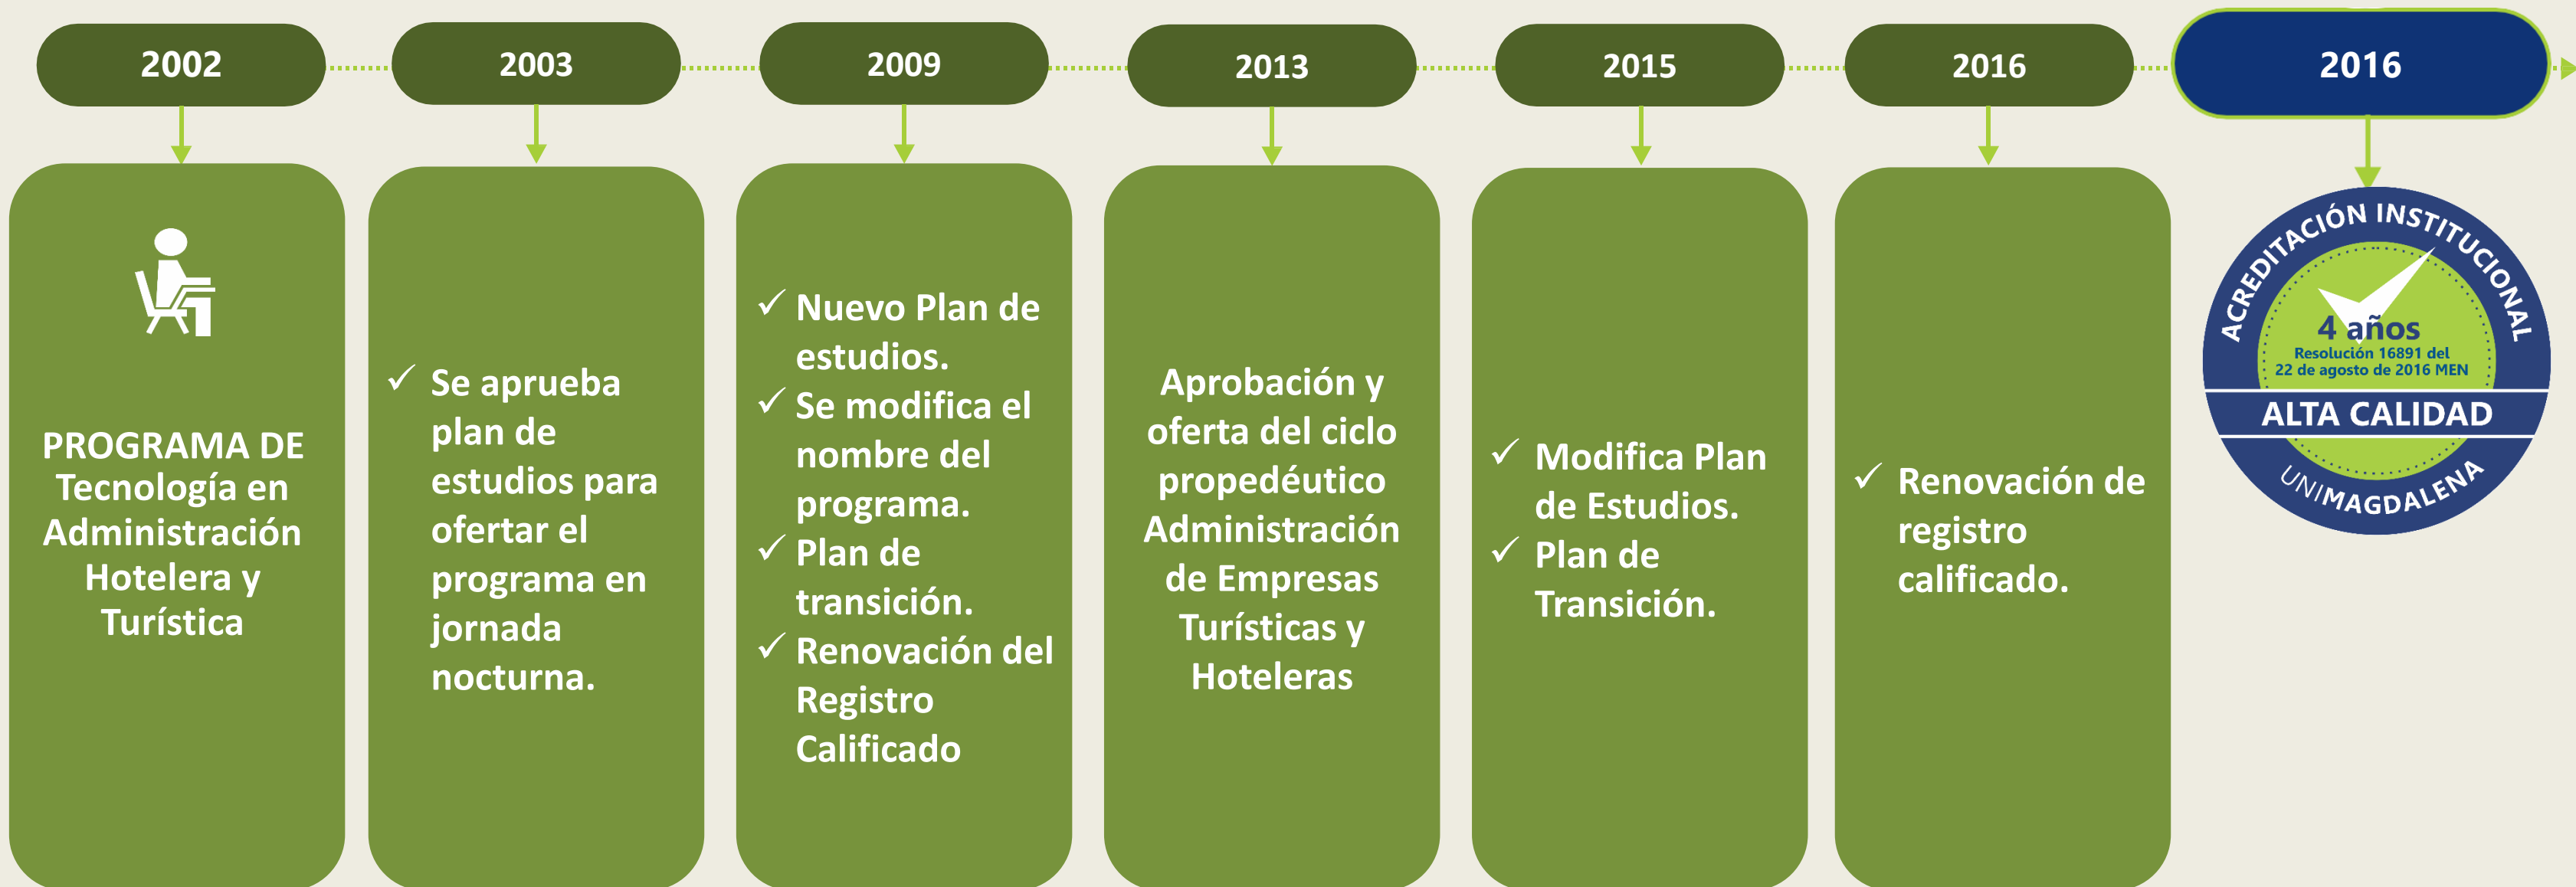 2002
PROGRAMA DE
Tecnología en
Administración
Hotelera y
Turística
2003
✓ Se aprueba
plan de
estudios para
ofertar el
programa en
jornada
nocturna.
2009
✓ Nuevo Plan de
estudios.
✓ Se modifica el
nombre del
programa.
✓ Plan de
transición.
✓ Renovación del
Registro
Calificado
2013
Aprobación y
oferta del ciclo
propedéutico
Administración
de Empresas
Turísticas y
Hoteleras
2015
✓ Modifica Plan
de Estudios.
✓ Plan de
Transición.
2016
✓ Renovación de
registro
calificado.
2016
ACREDITACIÓN INSTITUCIONAL
4 años
Resolución 16891 del
22 de agosto de 2016 MEN
ALTA CALIDAD
UNIMAGDALENA